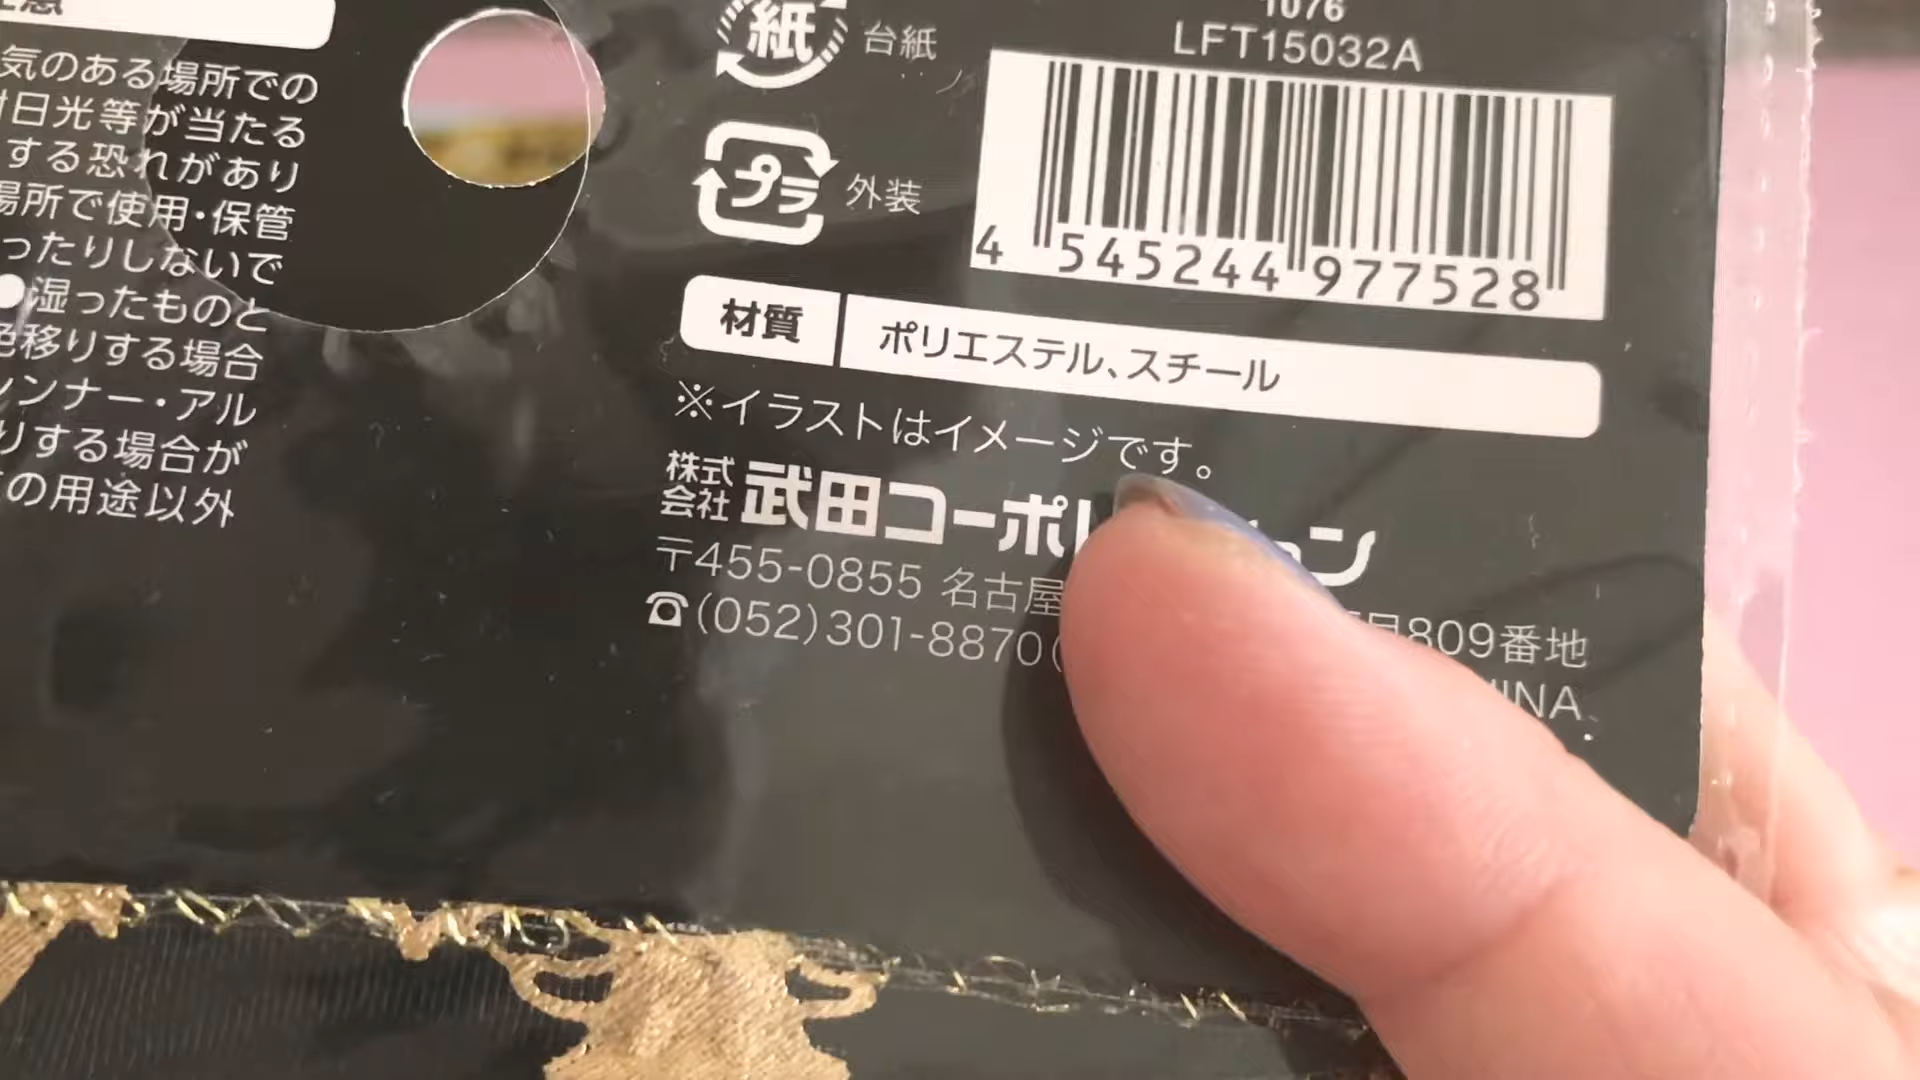 気のある場所での
日光等が当たる
する恐れがあり
場所で使用・保管
ったりしないで
●湿ったものと
色移りする場合
ンナー・アル
りする場合が
の用途以外
紙 台紙
プラ 外装
1076
LFT15032A
4 545244 977528
材質 ポリエステル、スチール
※イラストはイメージです。
株式会社 武田コーポ ョン
〒455-0855 名古屋 809番地
☎(052)301-8870(
INA